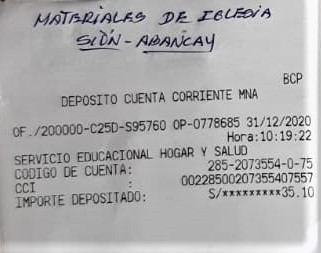 MATERIALES DE IGLESIA
SIÓN - ABANCAY
BCP
DEPOSITO CUENTA CORRIENTE MNA
OF./200000-C25D-S95760 OP-0778685 31/12/2020
Hora:10:19:22
SERVICIO EDUCACIONAL HOGAR Y SALUD
CODIGO DE CUENTA: 285-2073554-0-75
CCI : 00228500207355407557
IMPORTE DEPOSITADO: S/*********35.10